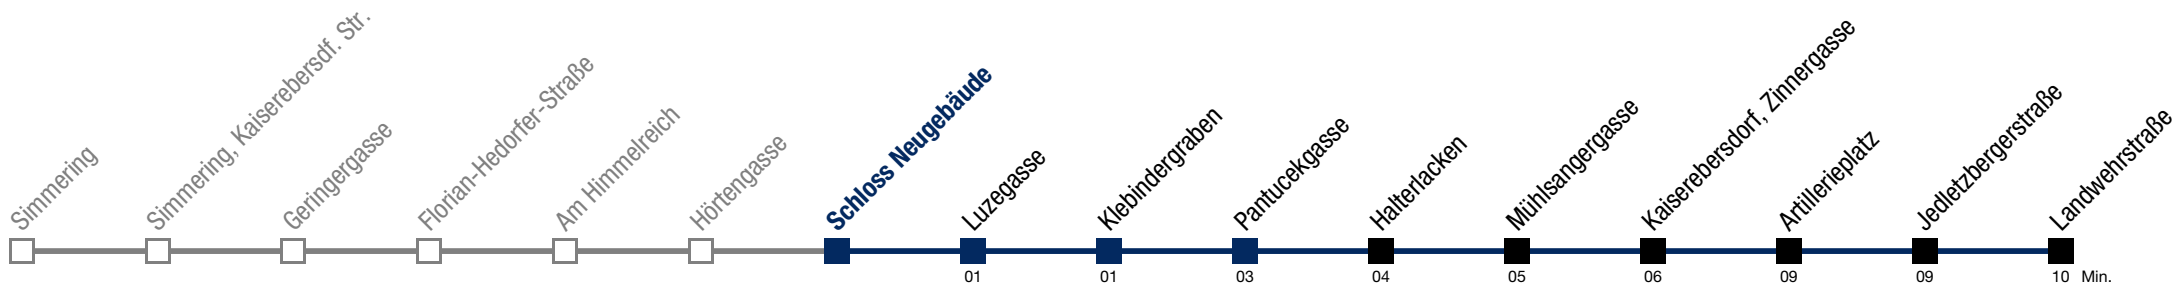 Simmering
Simmering, Kaiserebersdf. Str.
Geringergasse
Florian-Hedorfer-Straße
Am Himmelreich
Hörtengasse
Schloss Neugebäude
Luzegasse
Klebindergraben
Pantucekgasse
Halterlacken
Mühlsangergasse
Kaiserebersdorf, Zinnergasse
Artillerieplatz
Jedletzbergerstraße
Landwehrstraße
01 01 03 04 05 06 09 09 10 Min.